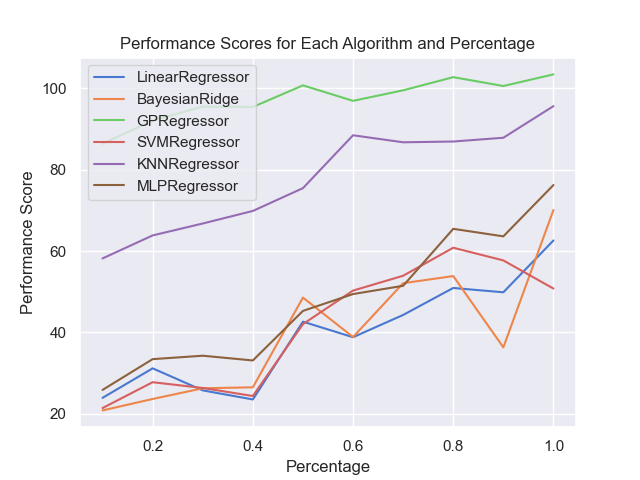 Performance Scores for Each Algorithm and Percentage
LinearRegressor
BayesianRidge
GPRegressor
SVMRegressor
KNNRegressor
MLPRegressor
Performance Score
100
80
60
40
20
0.2 0.4 0.6 0.8 1.0
Percentage